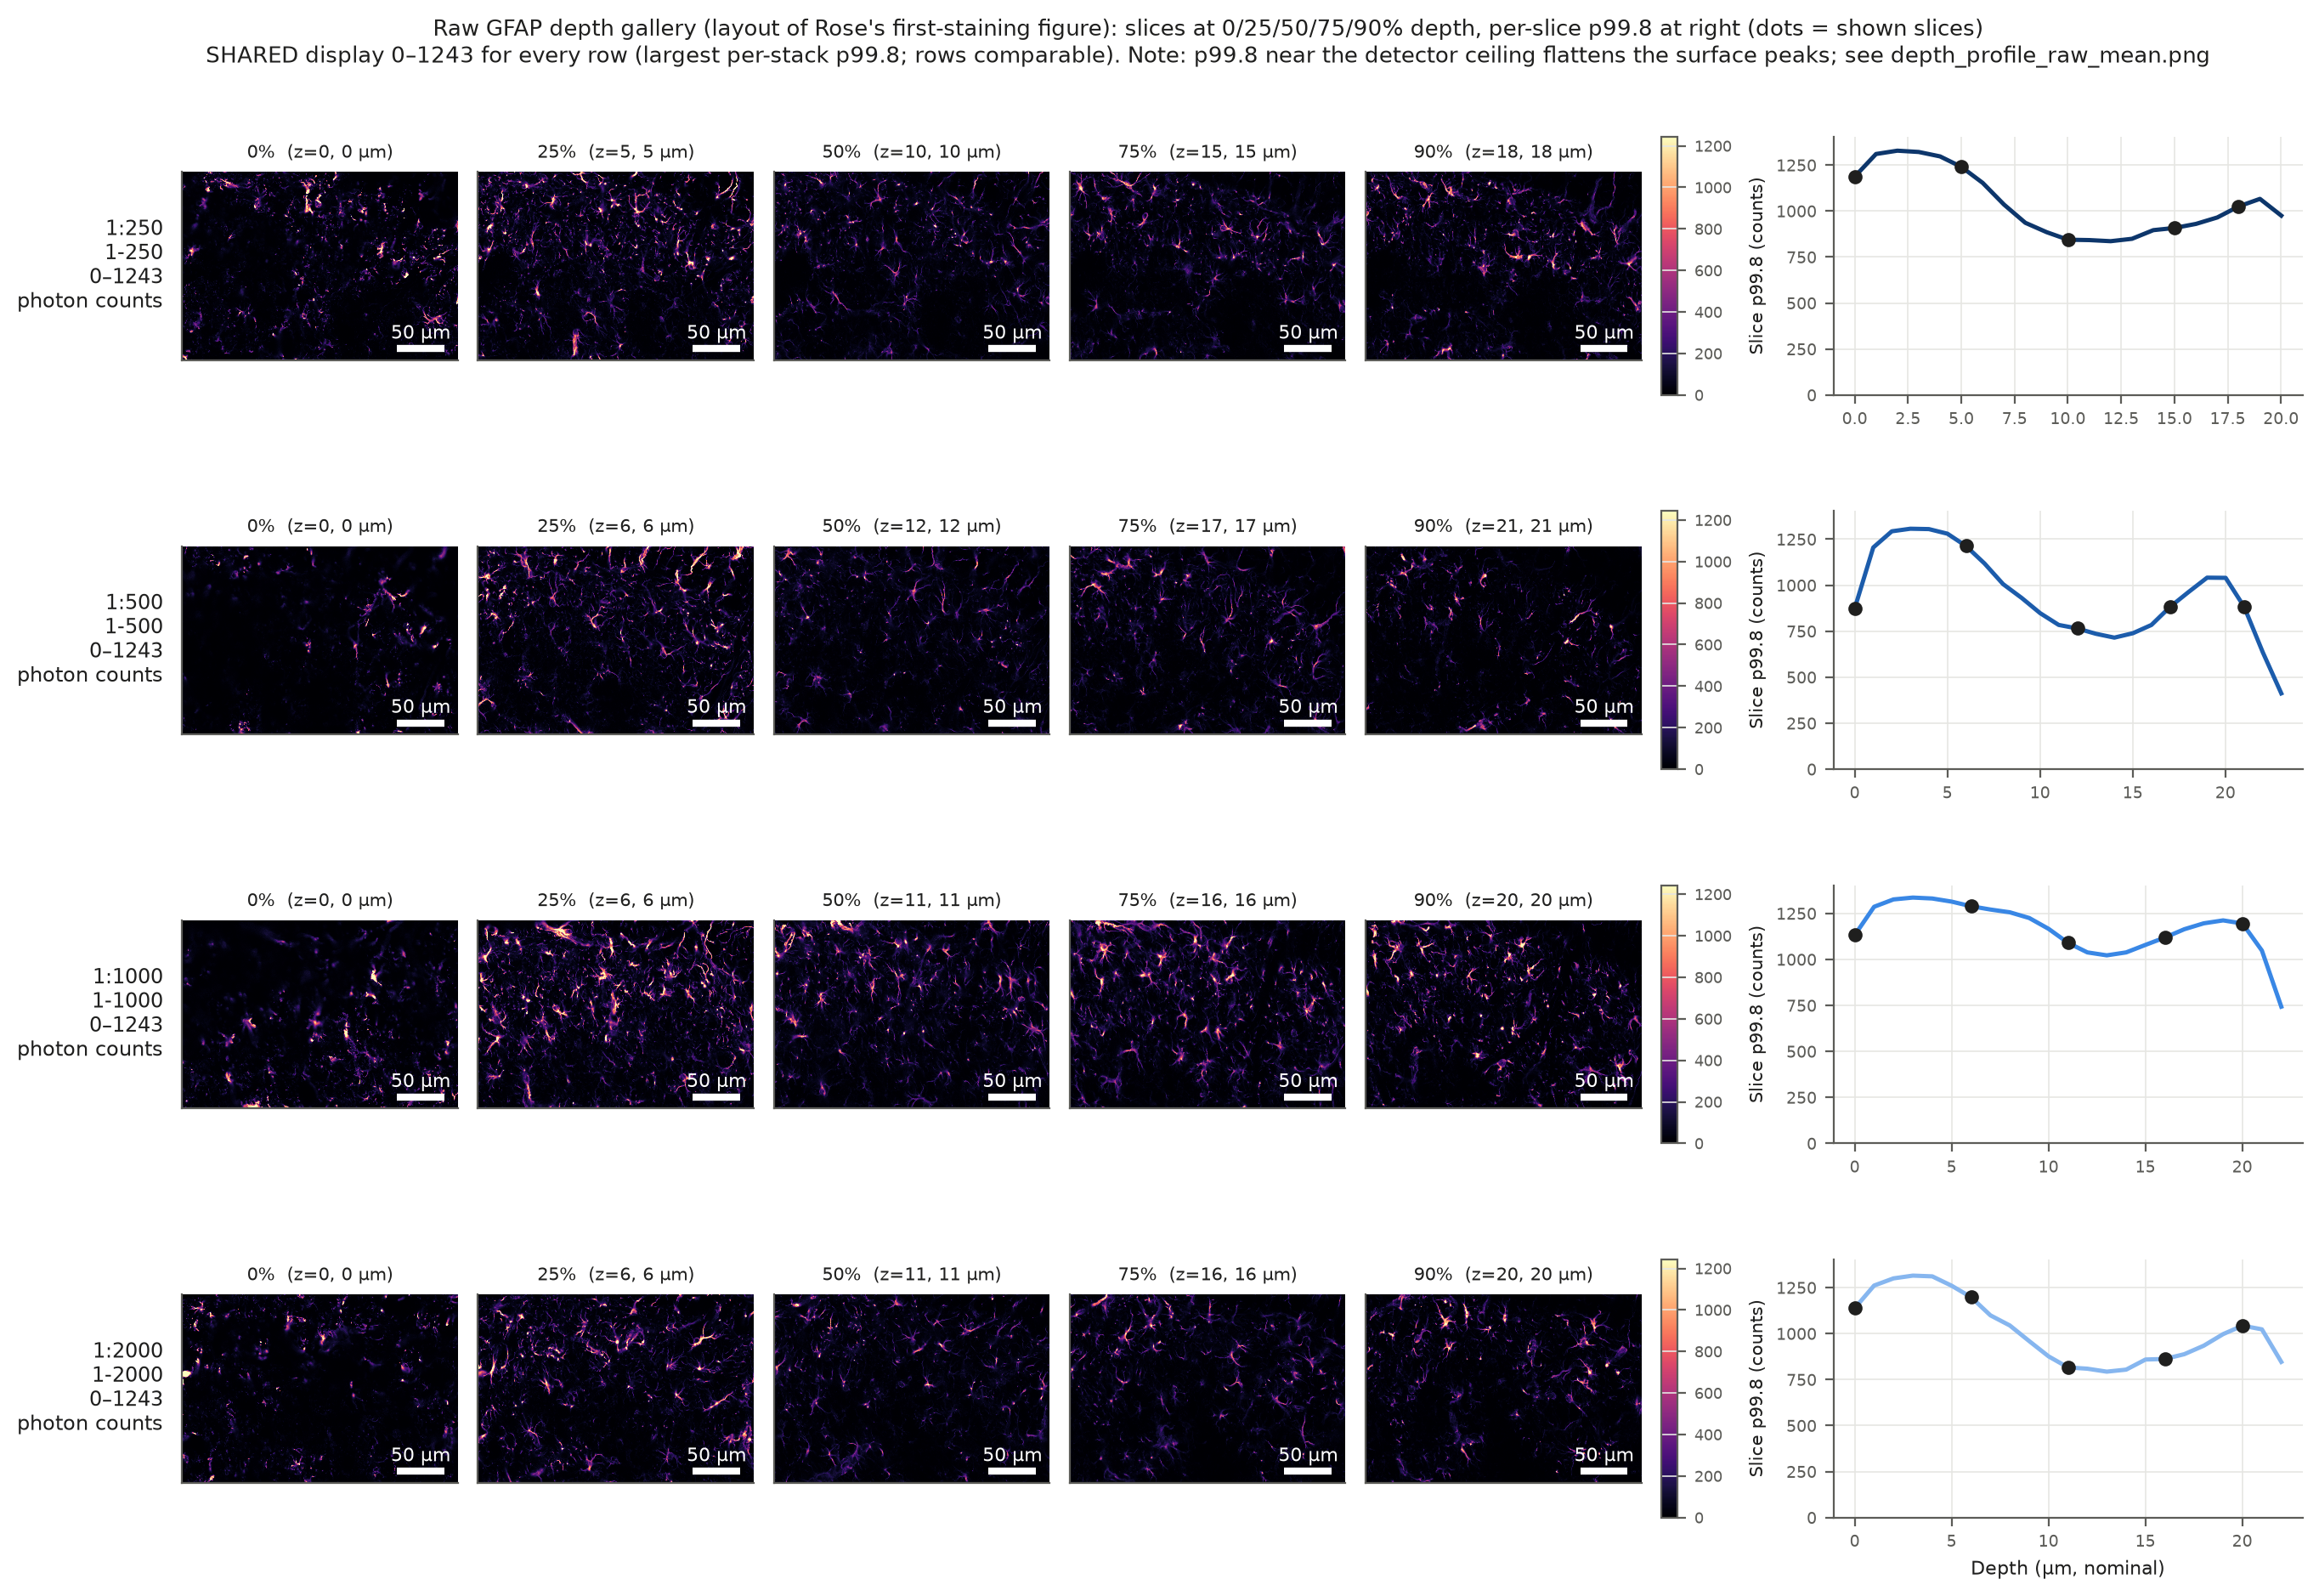 Raw GFAP depth gallery (layout of Rose's first-staining figure): slices at 0/25/50/75/90% depth, per-slice p99.8 at right (dots = shown slices)
SHARED display 0–1243 for every row (largest per-stack p99.8; rows comparable). Note: p99.8 near the detector ceiling flattens the surface peaks; see depth_profile_raw_mean.png
1:250
1-250
0–1243
photon counts
0%  (z=0, 0 µm)
50 µm
25%  (z=5, 5 µm)
50 µm
50%  (z=10, 10 µm)
50 µm
75%  (z=15, 15 µm)
50 µm
90%  (z=18, 18 µm)
50 µm
1200
1000
800
600
400
200
0
Slice p99.8 (counts)
1250
1000
750
500
250
0
0.0 2.5 5.0 7.5 10.0 12.5 15.0 17.5 20.0
1:500
1-500
0–1243
photon counts
0%  (z=0, 0 µm)
50 µm
25%  (z=6, 6 µm)
50 µm
50%  (z=12, 12 µm)
50 µm
75%  (z=17, 17 µm)
50 µm
90%  (z=21, 21 µm)
50 µm
1200
1000
800
600
400
200
0
Slice p99.8 (counts)
1250
1000
750
500
250
0
0 5 10 15 20
1:1000
1-1000
0–1243
photon counts
0%  (z=0, 0 µm)
50 µm
25%  (z=6, 6 µm)
50 µm
50%  (z=11, 11 µm)
50 µm
75%  (z=16, 16 µm)
50 µm
90%  (z=20, 20 µm)
50 µm
1200
1000
800
600
400
200
0
Slice p99.8 (counts)
1250
1000
750
500
250
0
0 5 10 15 20
1:2000
1-2000
0–1243
photon counts
0%  (z=0, 0 µm)
50 µm
25%  (z=6, 6 µm)
50 µm
50%  (z=11, 11 µm)
50 µm
75%  (z=16, 16 µm)
50 µm
90%  (z=20, 20 µm)
50 µm
1200
1000
800
600
400
200
0
Slice p99.8 (counts)
1250
1000
750
500
250
0
0 5 10 15 20
Depth (µm, nominal)